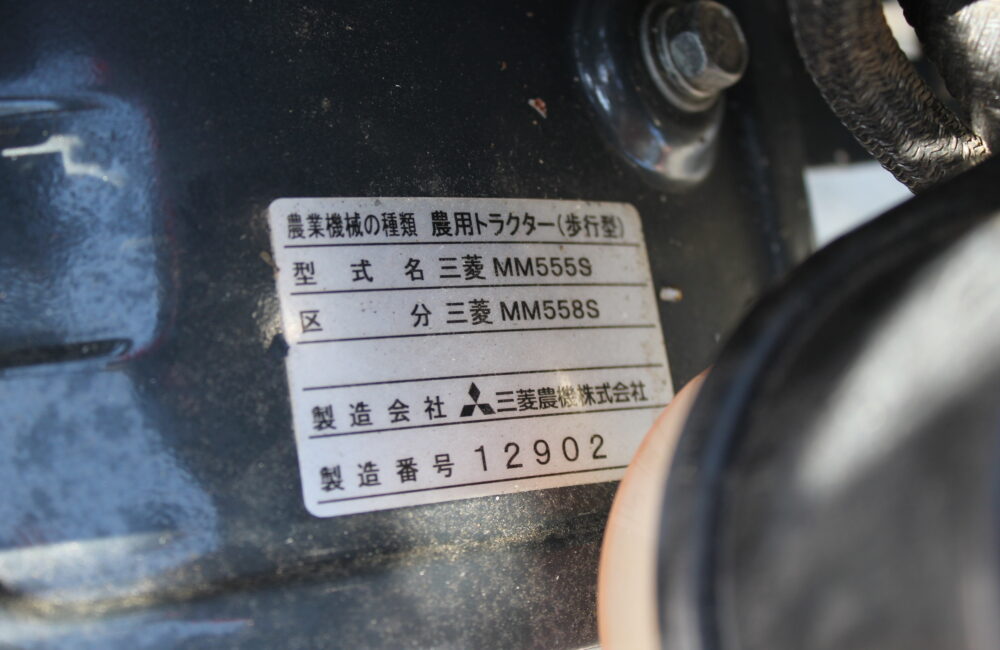 農業機械の種類 農用トラクター(歩行型)
型式名 三菱 MM555S
区分 三菱 MM558S
製造会社 三菱農機株式会社
製造番号 12902